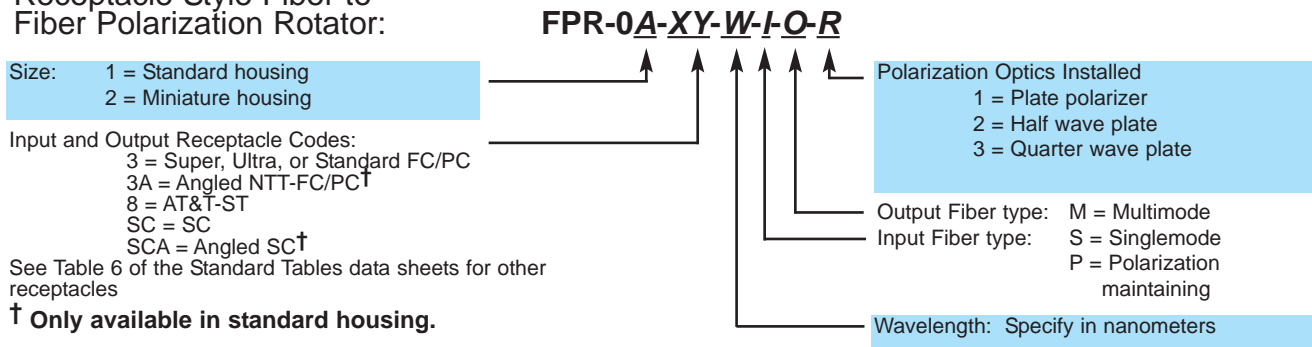 Receptacle Style Fiber to
Fiber Polarization Rotator:
FPR-0A-XY-W-I-O-R
Size: 1 = Standard housing
2 = Miniature housing
Input and Output Receptacle Codes:
3 = Super, Ultra, or Standard FC/PC
3A = Angled NTT-FC/PC†
8 = AT&T-ST
SC = SC
SCA = Angled SC†
See Table 6 of the Standard Tables data sheets for other
receptacles
† Only available in standard housing.
Polarization Optics Installed
1 = Plate polarizer
2 = Half wave plate
3 = Quarter wave plate
Output Fiber type: M = Multimode
Input Fiber type: S = Singlemode
P = Polarization
maintaining
Wavelength: Specify in nanometers